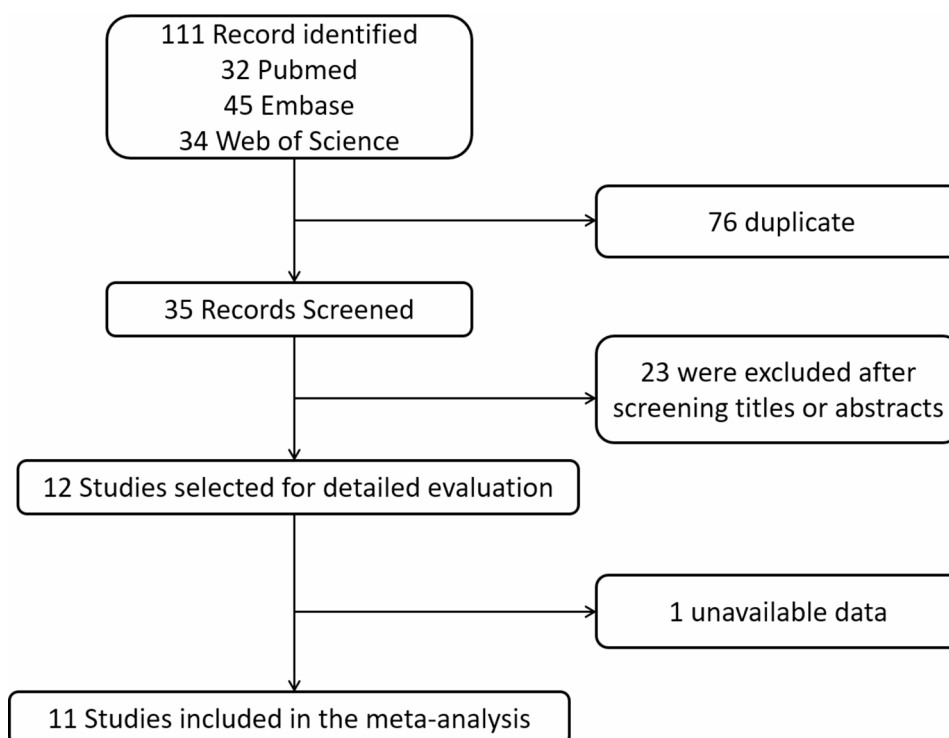 111 Record identified
32 Pubmed
45 Embase
34 Web of Science
76 duplicate
35 Records Screened
23 were excluded after
screening titles or abstracts
12 Studies selected for detailed evaluation
1 unavailable data
11 Studies included in the meta-analysis